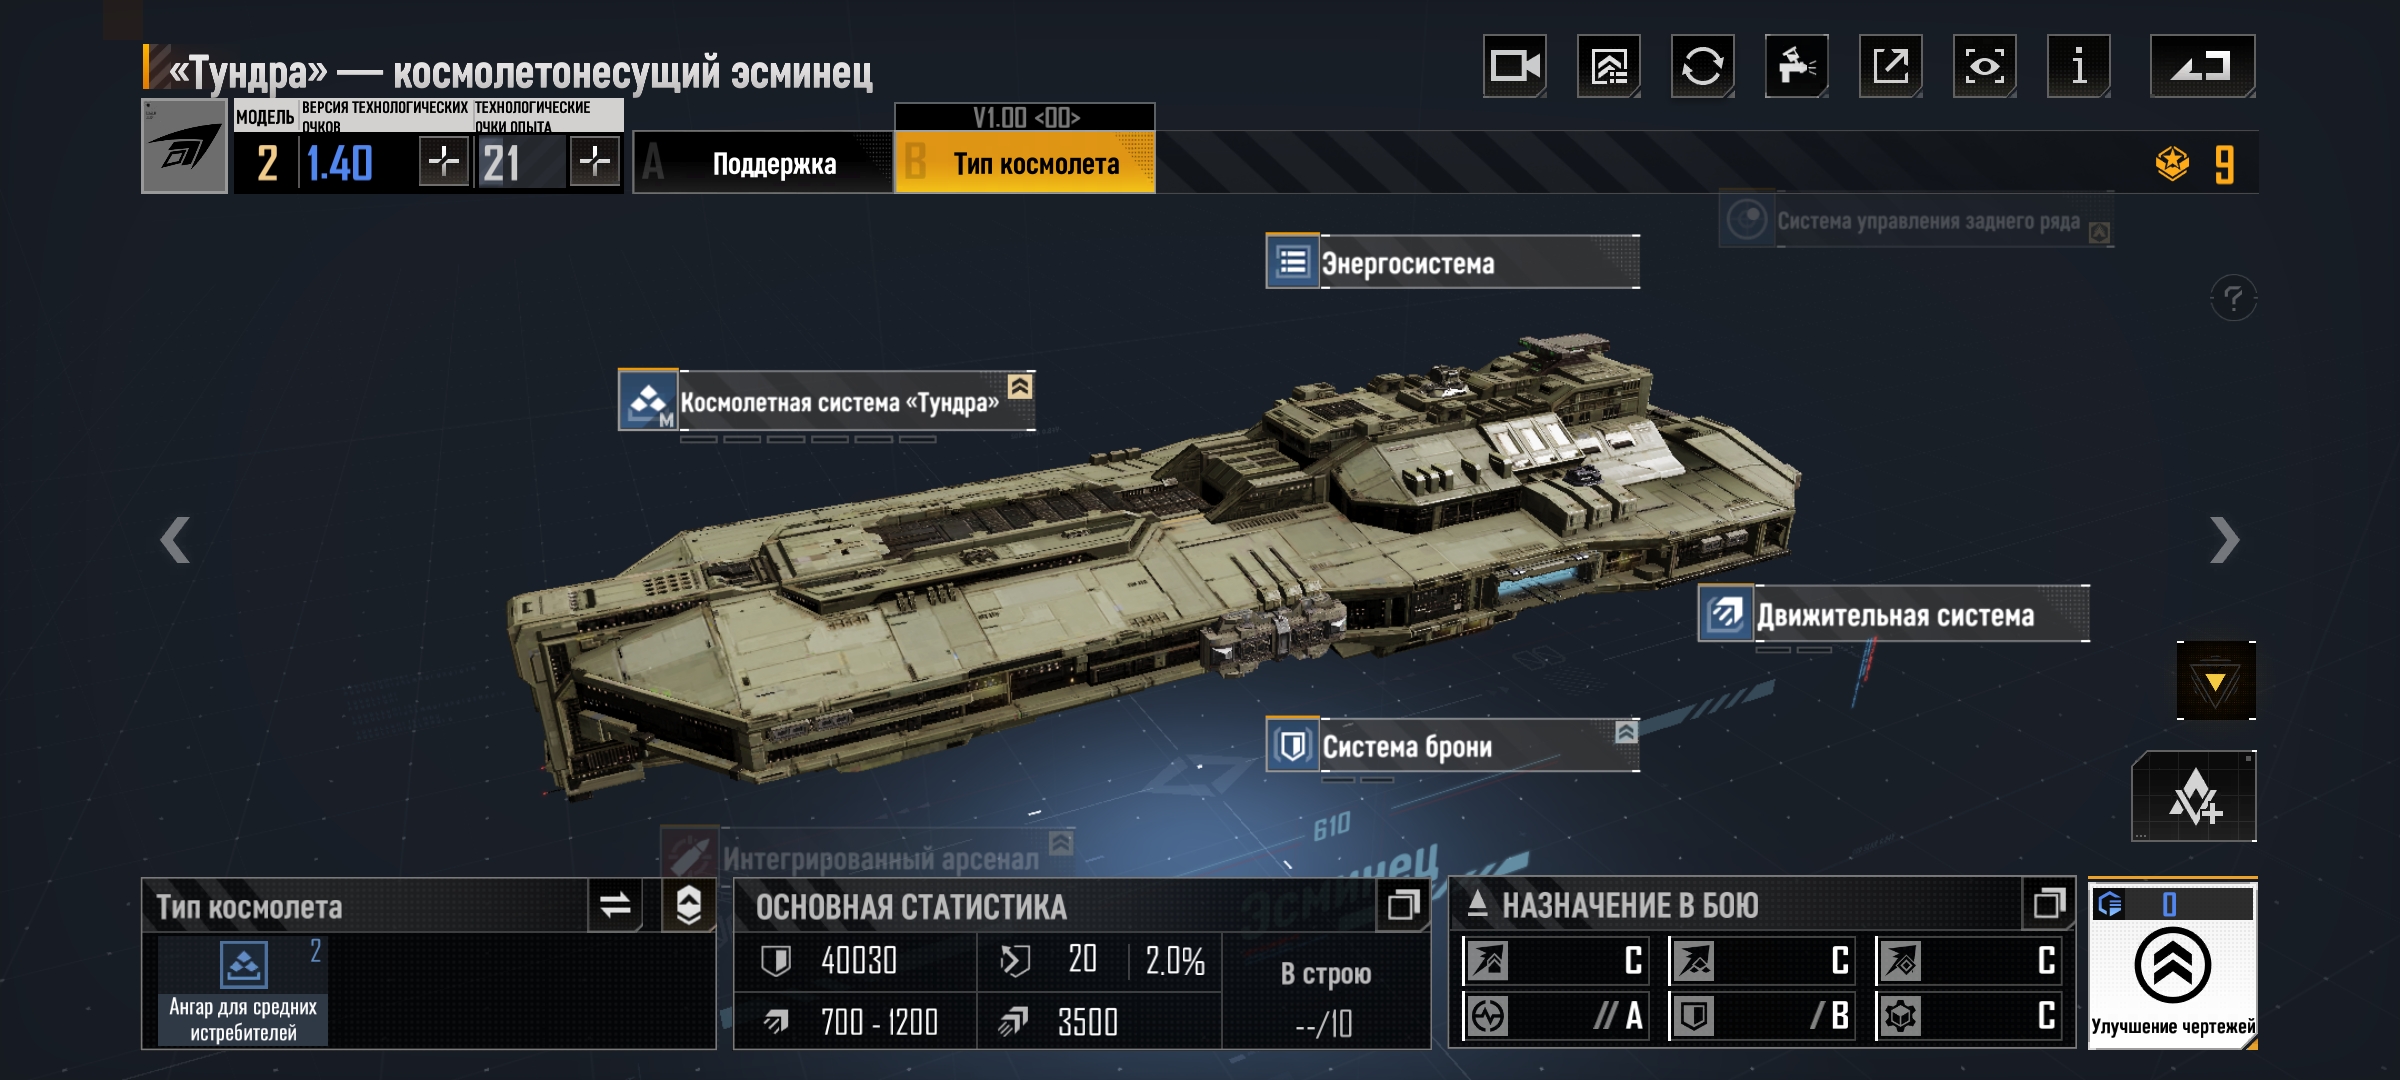 «Тундра» — космолетонесущий эсминец
МОДЕЛЬ
ВЕРСИЯ ТЕХНОЛОГИЧЕСКИХ ОЧКОВ
ТЕХНОЛОГИЧЕСКИЕ ОЧКИ ОПЫТА
2
1.40
21
A Поддержка
V1.00 <00>
B Тип космолета
9
Система управления заднего ряда
Энергосистема
Космолетная система «Тундра»
M
Движительная система
Система брони
610
Эсминец
Интегрированный арсенал
Тип космолета
2
Ангар для средних
истребителей
ОСНОВНАЯ СТАТИСТИКА
40030
20
2.0%
700 - 1200
3500
В строю
--/10
НАЗНАЧЕНИЕ В БОЮ
C
C
C
// A
/ B
C
0
Улучшение чертежей